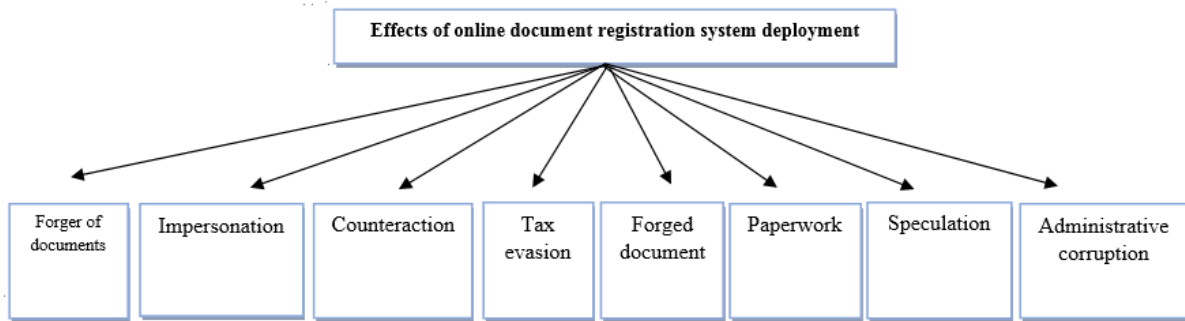 Effects of online document registration system deployment
Forger of
documents
Impersonation
Counteraction
Tax
evasion
Forged
document
Paperwork
Speculation
Administrative
corruption